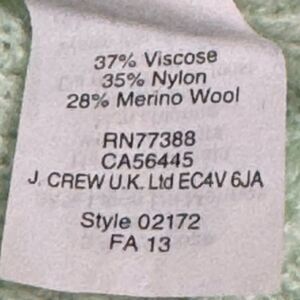 37% Viscose
35% Nylon
28% Merino Wool
RN77388
CA56445
J. CREW U.K. Ltd EC4V 6JA
Style 02172
FA 13